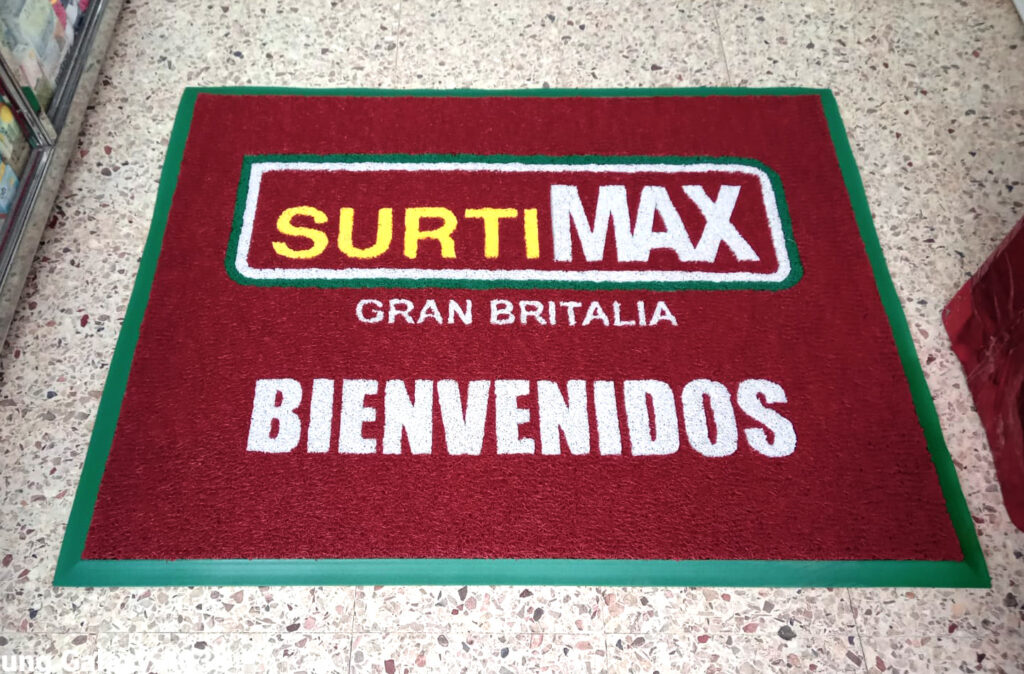 SURTIMAX
GRAN BRITALIA
BIENVENIDOS